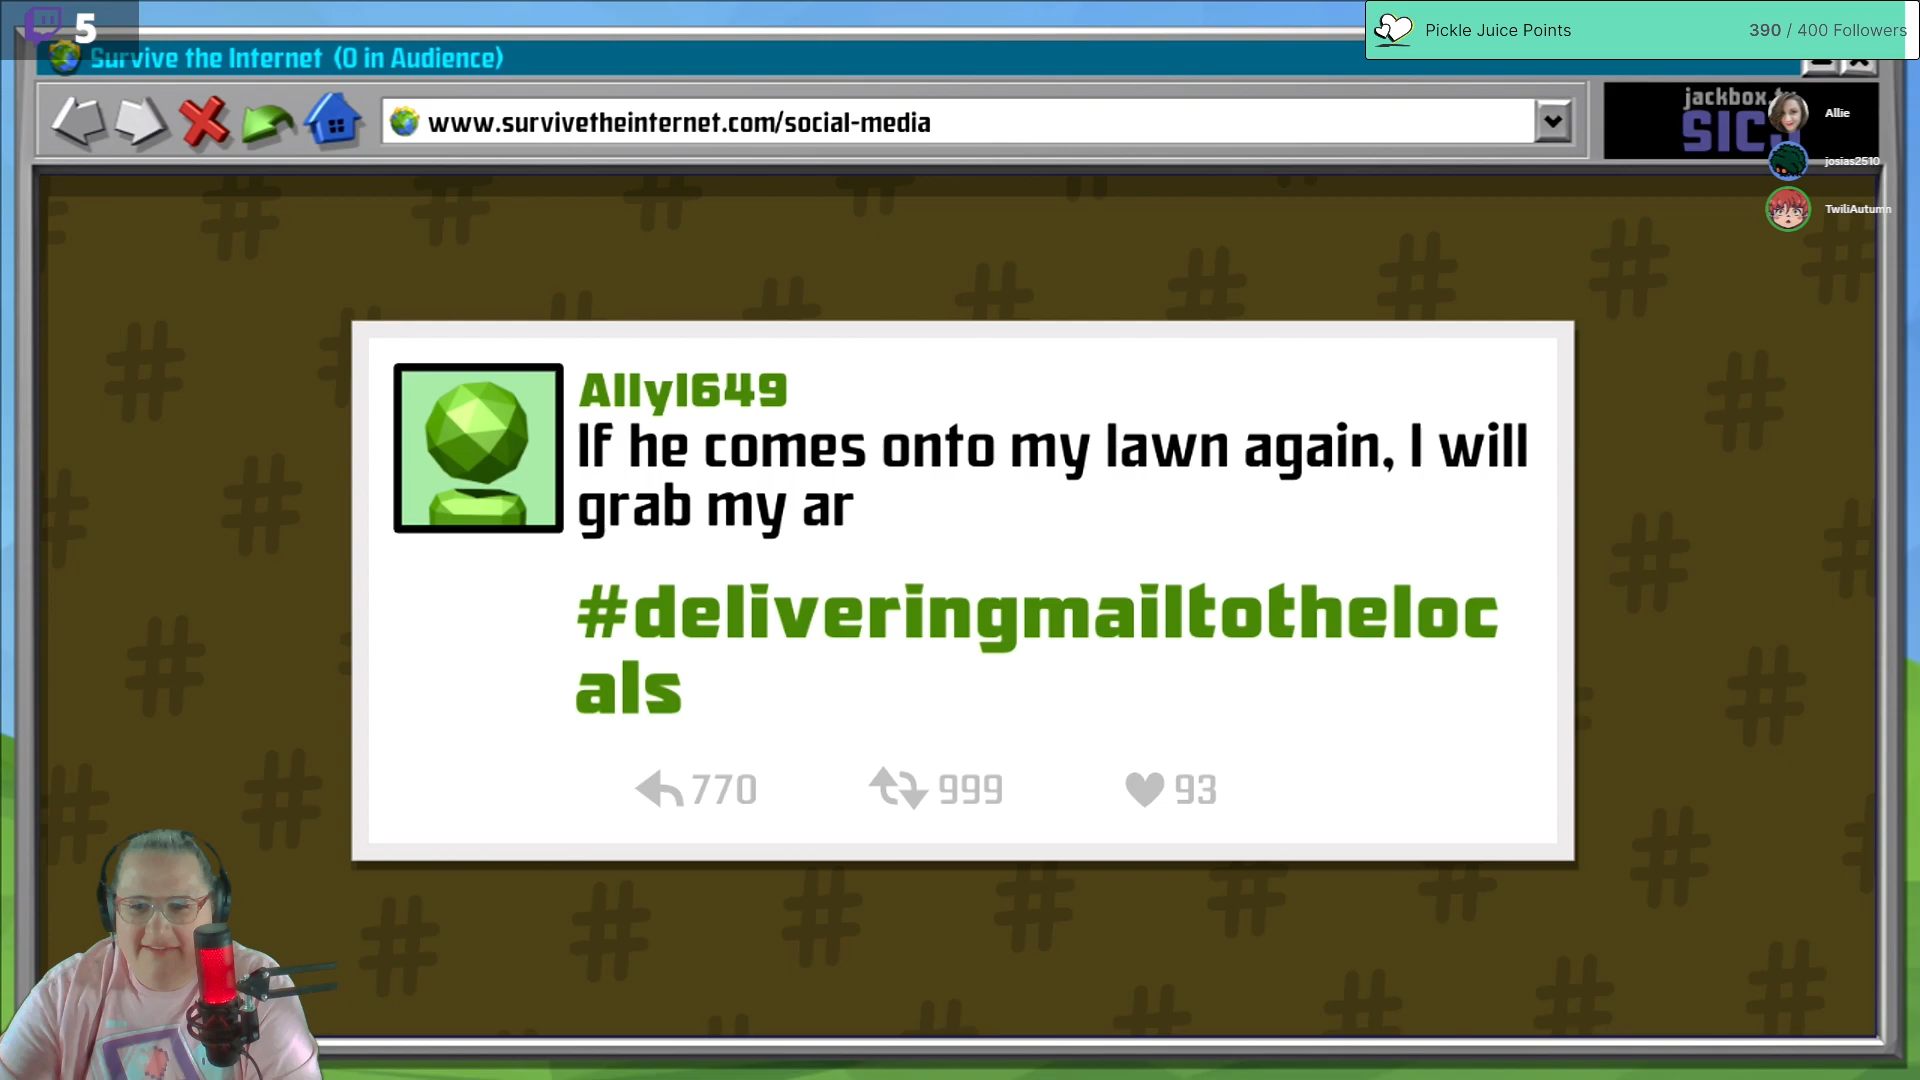 5
Pickle Juice Points
390 / 400 Followers
Survive the Internet (0 in Audience)
www.survivetheinternet.com/social-media
jackbox.tv
Allie
josias2510
TwiliAutumn
Ally1649
If he comes onto my lawn again, I will
grab my ar
#deliveringmailtotheloc
als
770
999
93